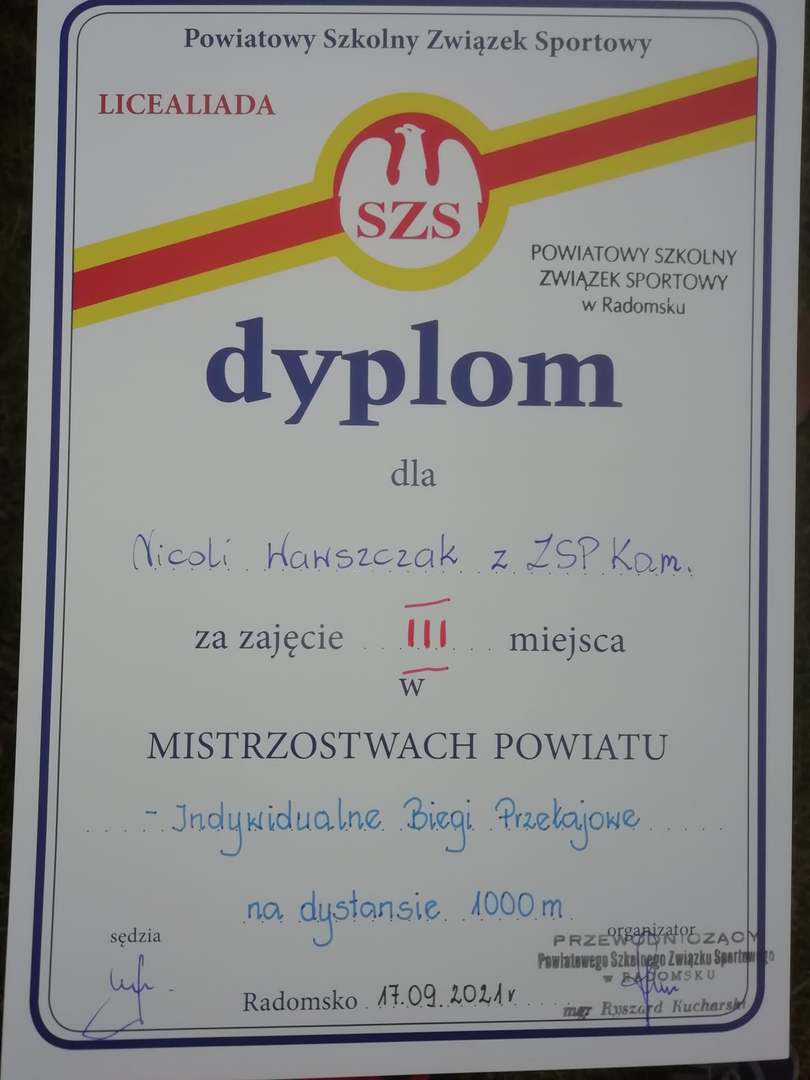 Powiatowy Szkolny Związek Sportowy
LICEALIADA
SZS
POWIATOWY SZKOLNY
ZWIĄZEK SPORTOWY
w Radomsku
dyplom
dla
Nicoli Wawszczak z ZSP Kam.
za zajęcie III miejsca
w
MISTRZOSTWACH POWIATU
- Indywidualne Biegi Przełajowe
na dystansie 1000 m
sędzia
organizator
PRZEWODNICZĄCY
Powiatowego Szkolnego Związku Sportowego
w RADOMSKU
mgr Ryszard Kucharski
Radomsko 17.09.2021r